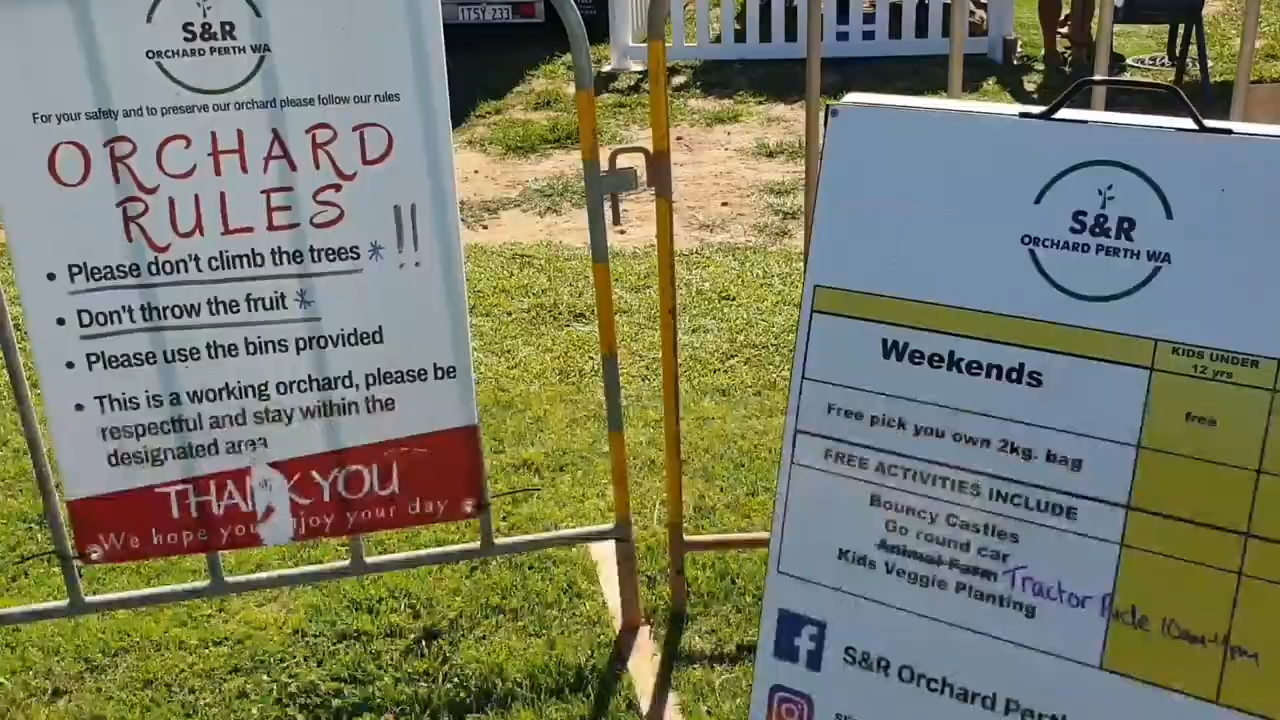 S&R
ORCHARD PERTH WA
For your safety and to preserve our orchard please follow our rules
ORCHARD
RULES
• Please don't climb the trees * !!
• Don't throw the fruit *
• Please use the bins provided
• This is a working orchard, please be
respectful and stay within the
designated area
THANK YOU
We hope you enjoy your day
1TSY 233
S&R
ORCHARD PERTH WA
Weekends
KIDS UNDER
12 yrs
free
Free pick you own 2kg. bag
FREE ACTIVITIES INCLUDE
Bouncy Castles
Go round car
Animal Farm Tractor Ride 10am-4pm
Kids Veggie Planting
f
S&R Orchard Perth